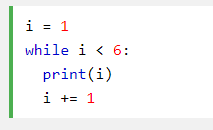 i = 1
while i < 6:
  print(i)
  i += 1